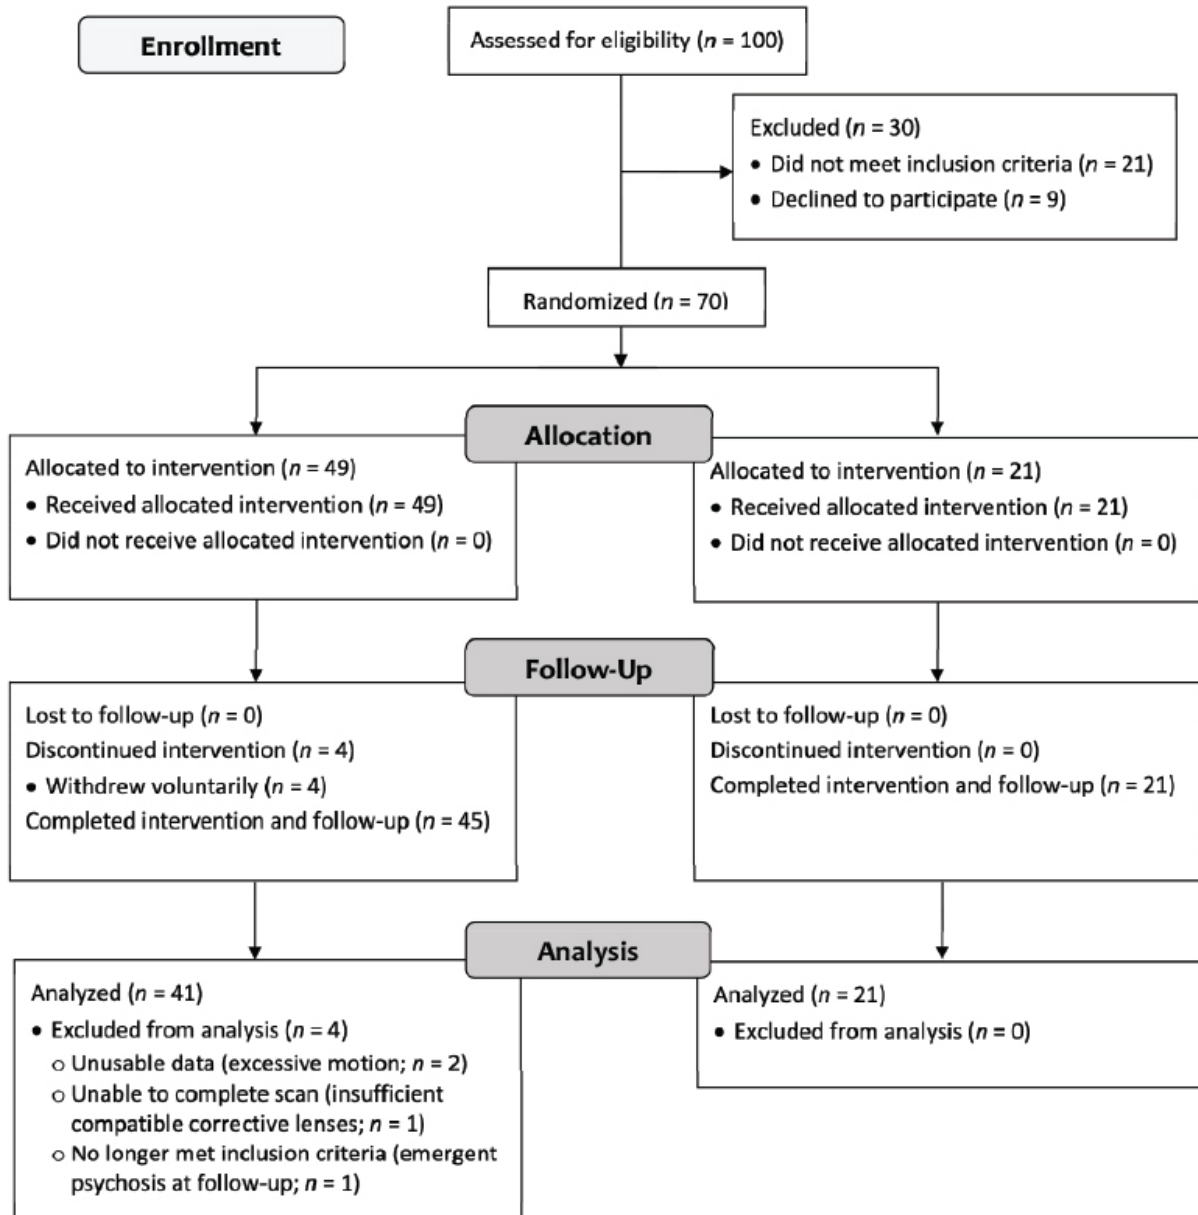 Enrollment
Assessed for eligibility (n = 100)
Excluded (n = 30)
• Did not meet inclusion criteria (n = 21)
• Declined to participate (n = 9)
Randomized (n = 70)
Allocation
Allocated to intervention (n = 49)
• Received allocated intervention (n = 49)
• Did not receive allocated intervention (n = 0)
Allocated to intervention (n = 21)
• Received allocated intervention (n = 21)
• Did not receive allocated intervention (n = 0)
Follow-Up
Lost to follow-up (n = 0)
Discontinued intervention (n = 4)
• Withdrew voluntarily (n = 4)
Completed intervention and follow-up (n = 45)
Lost to follow-up (n = 0)
Discontinued intervention (n = 0)
Completed intervention and follow-up (n = 21)
Analysis
Analyzed (n = 41)
• Excluded from analysis (n = 4)
o Unusable data (excessive motion; n = 2)
o Unable to complete scan (insufficient
compatible corrective lenses; n = 1)
o No longer met inclusion criteria (emergent
psychosis at follow-up; n = 1)
Analyzed (n = 21)
• Excluded from analysis (n = 0)